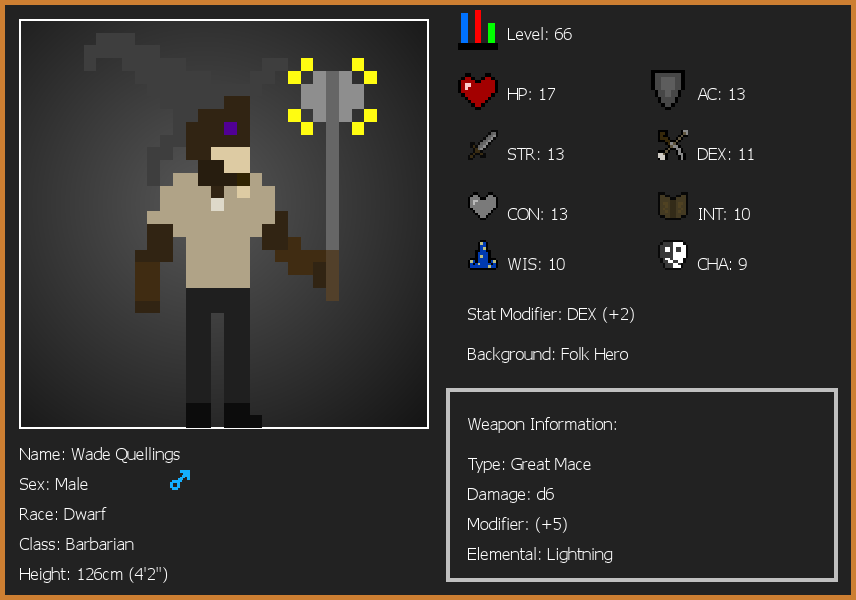 Level: 66
HP: 17
AC: 13
STR: 13
DEX: 11
CON: 13
INT: 10
WIS: 10
CHA: 9
Stat Modifier: DEX (+2)
Background: Folk Hero
Weapon Information:
Type: Great Mace
Damage: d6
Modifier: (+5)
Elemental: Lightning
Name: Wade Quellings
Sex: Male
Race: Dwarf
Class: Barbarian
Height: 126cm (4'2")